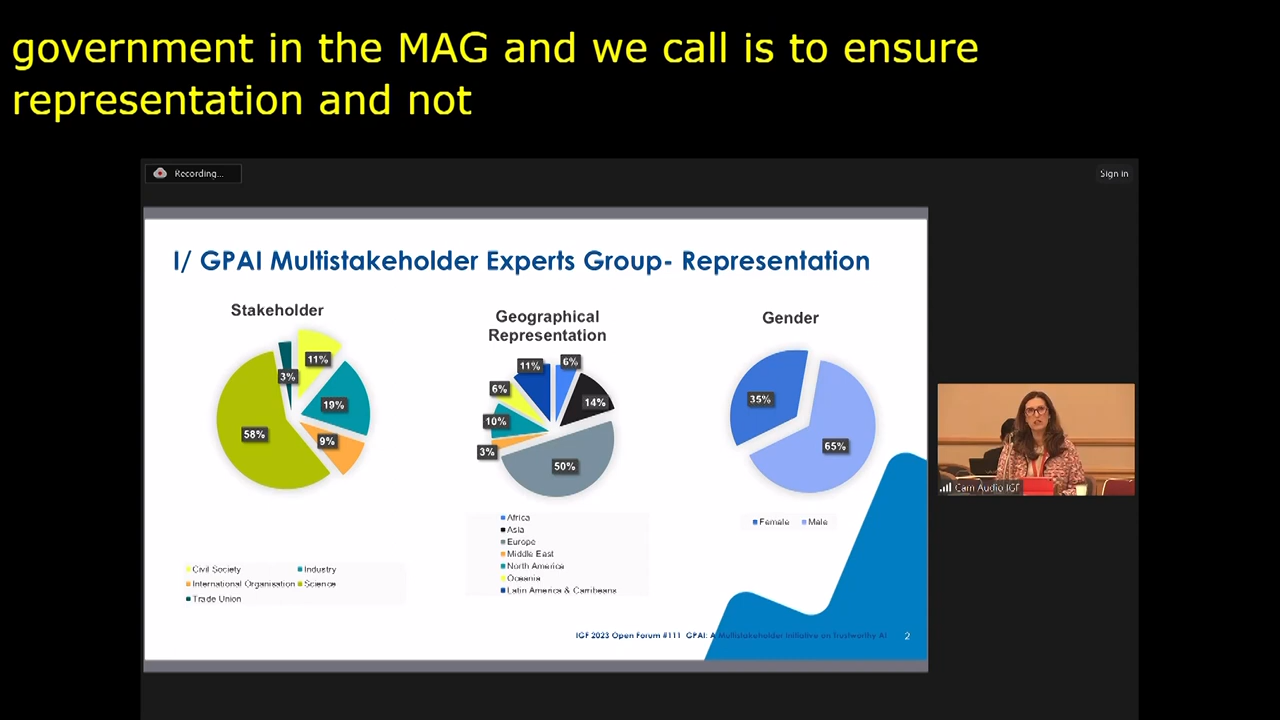 government in the MAG and we call is to ensure
representation and not
Recording...
Sign in
I/ GPAI Multistakeholder Experts Group- Representation
Stakeholder
11%
3%
19%
58%
9%
Civil Society
Industry
International Organisation
Science
Trade Union
Geographical
Representation
11%
6%
6%
14%
10%
3%
50%
Africa
Asia
Europe
Middle East
North America
Oceania
Latin America & Carribeans
Gender
35%
65%
Female
Male
IGF 2023 Open Forum #111 GPAI: A Multistakeholder Initiative on Trustworthy AI
2
Cam Audio IGF